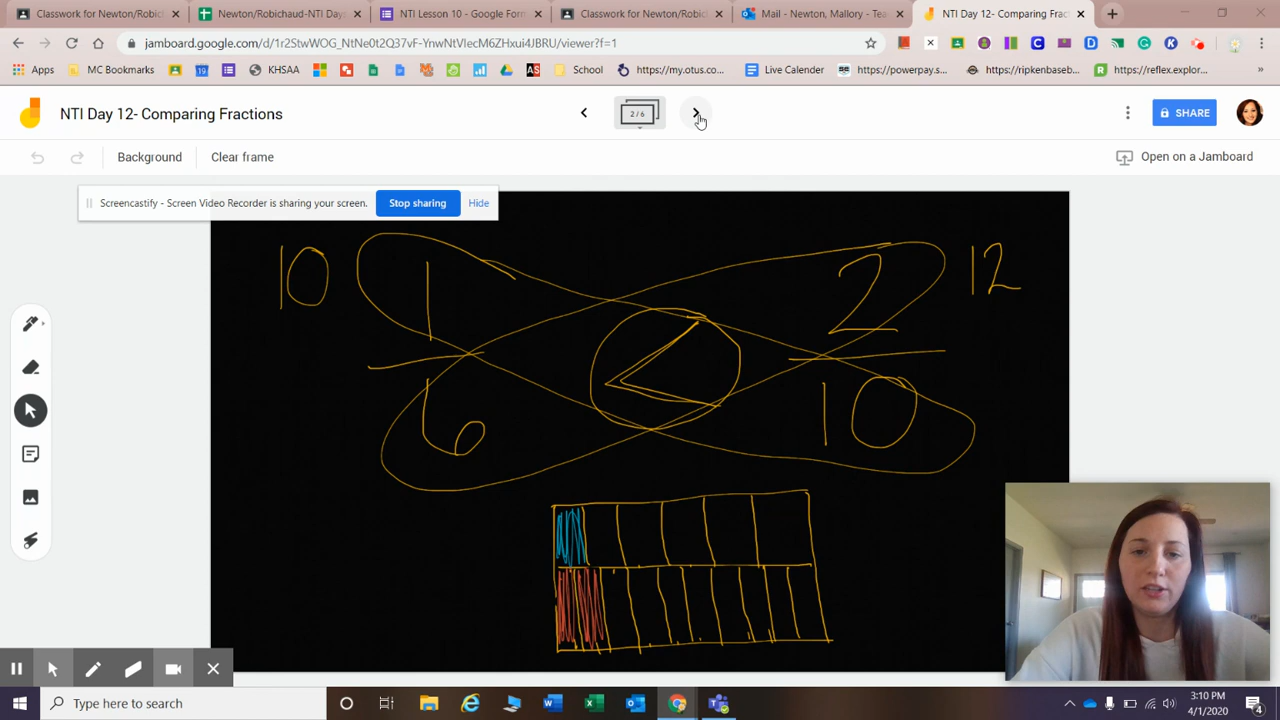 Classwork for Newton/Robich
Newton/Robichaud-NTI Days
NTI Lesson 10 - Google Form
Classwork for Newton/Robich
Mail - Newton, Mallory - Tea
NTI Day 12- Comparing Frac
jamboard.google.com/d/1r2StwWOG_NtNe0t2Q37vF-YnwNtVIecM6ZHxui4JBRU/viewer?f=1
Apps
MC Bookmarks
KHSAA
School
https://my.otus.co...
Live Calender
https://powerpay.s...
https://ripkenbaseb...
https://reflex.explor...
NTI Day 12- Comparing Fractions
2/6
SHARE
Background
Clear frame
Open on a Jamboard
Screencastify - Screen Video Recorder is sharing your screen.
Stop sharing
Hide
10 1 2 12
<
6 10
Type here to search
3:10 PM
4/1/2020
4